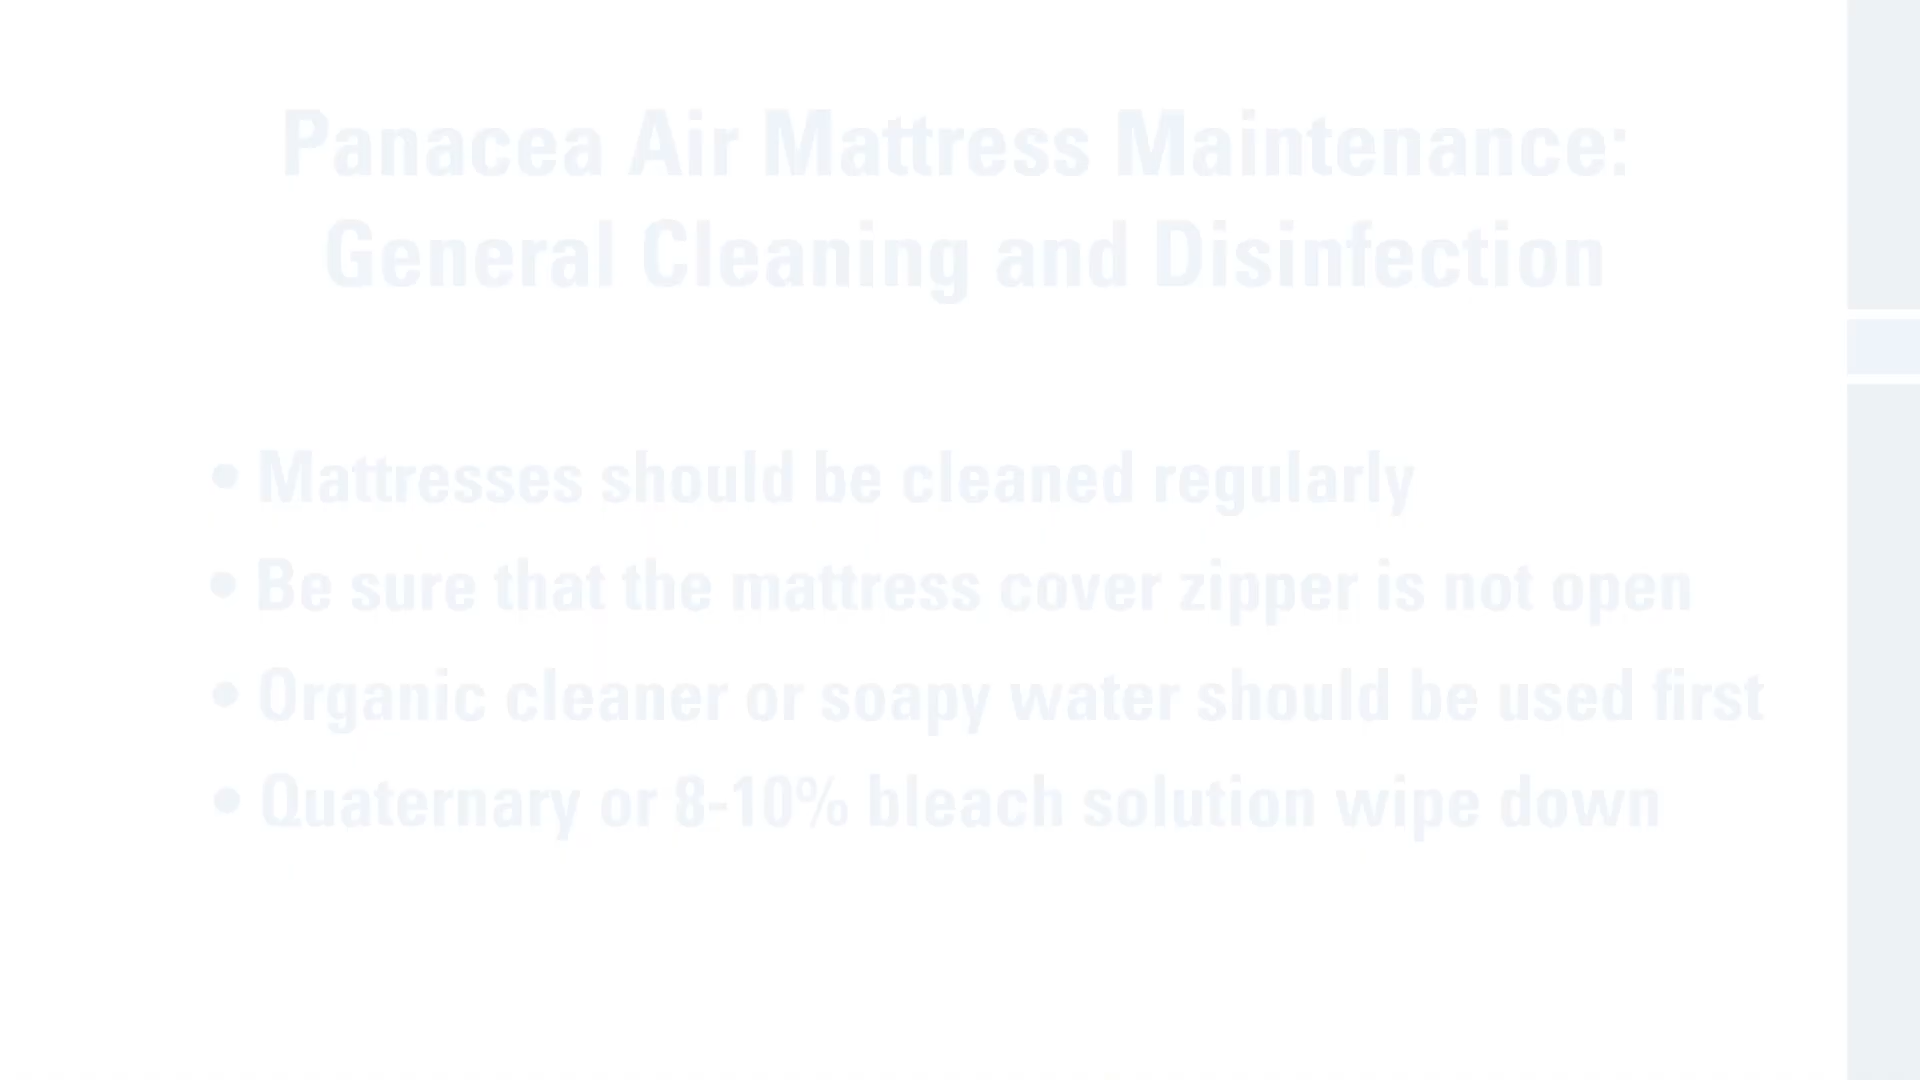 Panacea Air Mattress Maintenance:
General Cleaning and Disinfection
• Mattresses should be cleaned regularly
• Be sure that the mattress cover zipper is not open
• Organic cleaner or soapy water should be used first
• Quaternary or 8-10% bleach solution wipe down